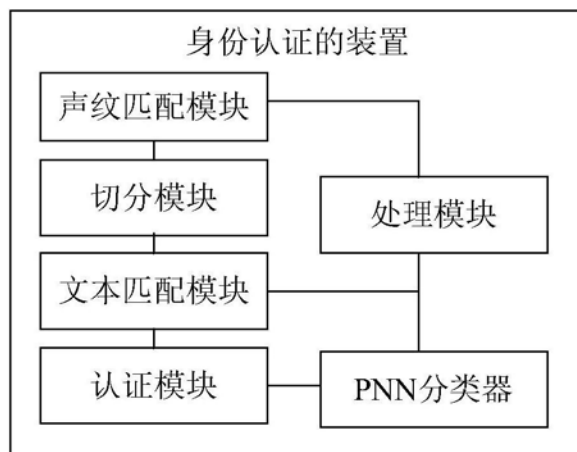 身份认证的装置
声纹匹配模块
切分模块
处理模块
文本匹配模块
认证模块
PNN分类器